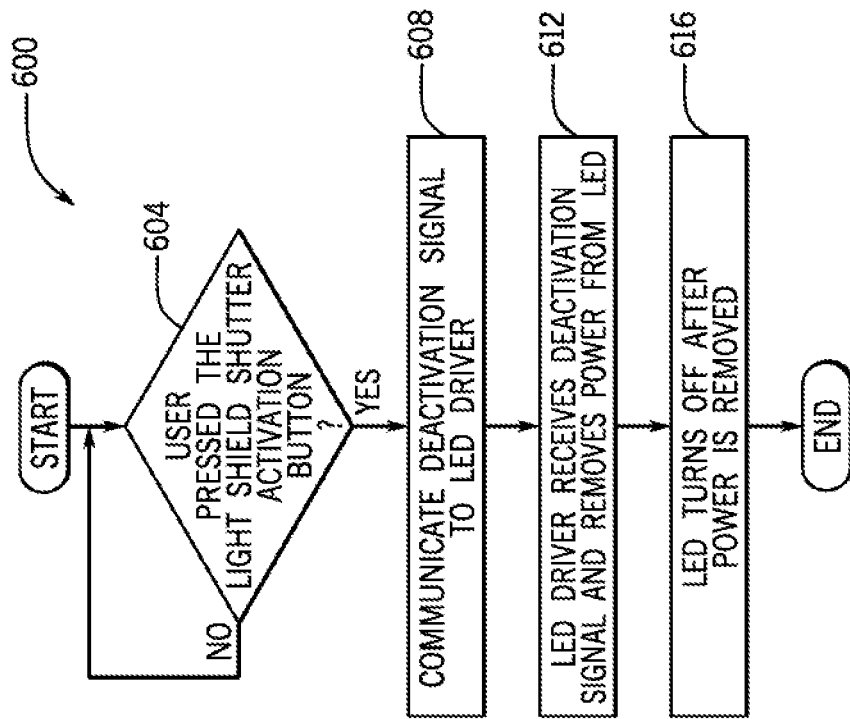 600
START
604
USER
PRESSED THE
LIGHT SHIELD SHUTTER
ACTIVATION
BUTTON
?
NO
YES
608
COMMUNICATE DEACTIVATION SIGNAL
TO LED DRIVER
612
LED DRIVER RECEIVES DEACTIVATION
SIGNAL AND REMOVES POWER FROM LED
616
LED TURNS OFF AFTER
POWER IS REMOVED
END